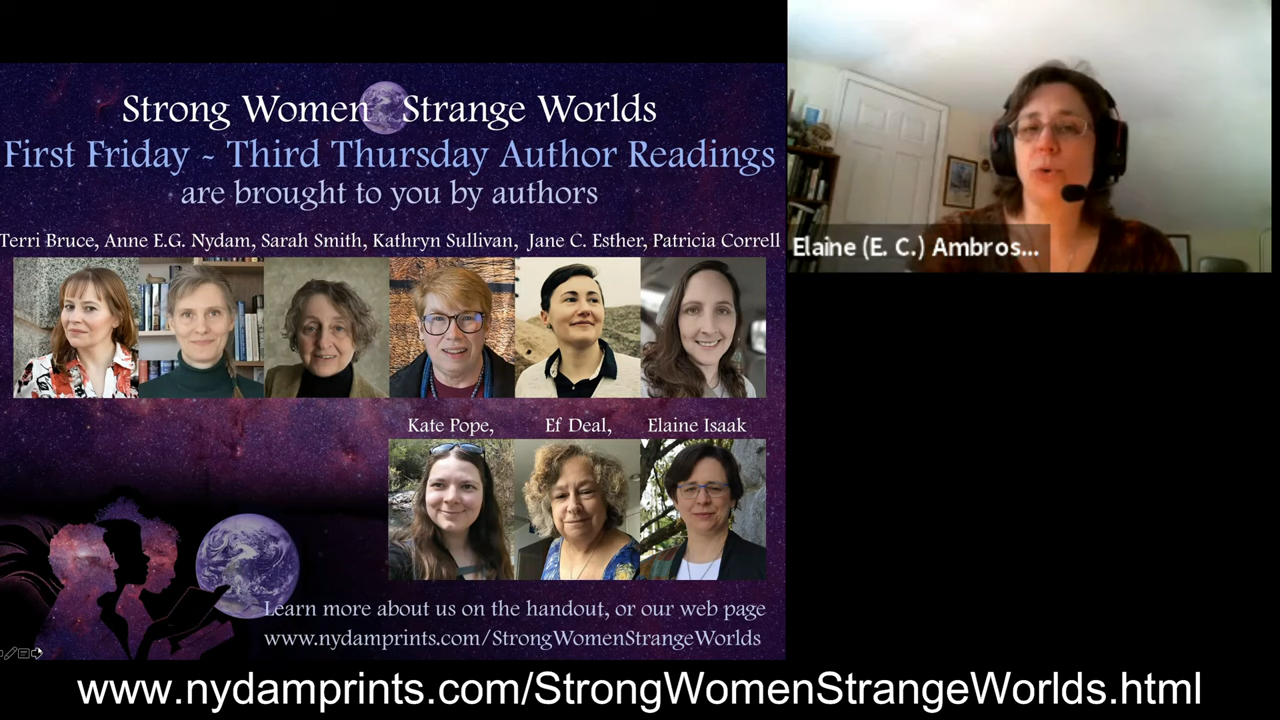 Strong Women Strange Worlds
First Friday - Third Thursday Author Readings
are brought to you by authors
Terri Bruce, Anne E.G. Nydam, Sarah Smith, Kathryn Sullivan, Jane C. Esther, Patricia Correll
Kate Pope, Ef Deal, Elaine Isaak
Learn more about us on the handout, or our web page
www.nydamprints.com/StrongWomenStrangeWorlds
Elaine (E. C.) Ambros...
www.nydamprints.com/StrongWomenStrangeWorlds.html